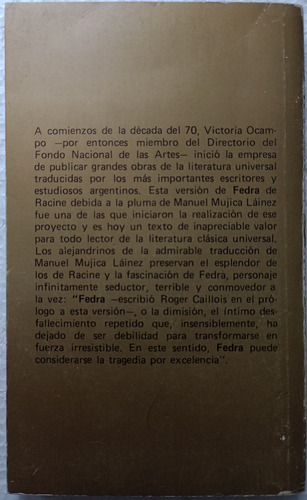 A comienzos de la década del 70, Victoria Ocam-
po —por entonces miembro del Directorio del
Fondo Nacional de las Artes— inició la empresa
de publicar grandes obras de la literatura universal
traducidas por los más importantes escritores y
estudiosos argentinos. Esta versión de Fedra de
Racine debida a la pluma de Manuel Mujica Láinez
fue una de las que iniciaron la realización de ese
proyecto y es hoy un texto de inapreciable valor
para todo lector de la literatura clásica universal.
Los alejandrinos de la admirable traducción de
Manuel Mujica Láinez preservan el esplendor de
los de Racine y la fascinación de Fedra, personaje
infinitamente seductor, terrible y conmovedor a
la vez: "Fedra —escribió Roger Caillois en el pró-
logo a esta versión—, o la dimisión, el íntimo des-
fallecimiento repetido que, insensiblemente, ha
dejado de ser debilidad para transformarse en
fuerza irresistible. En este sentido, Fedra puede
considerarse la tragedia por excelencia".